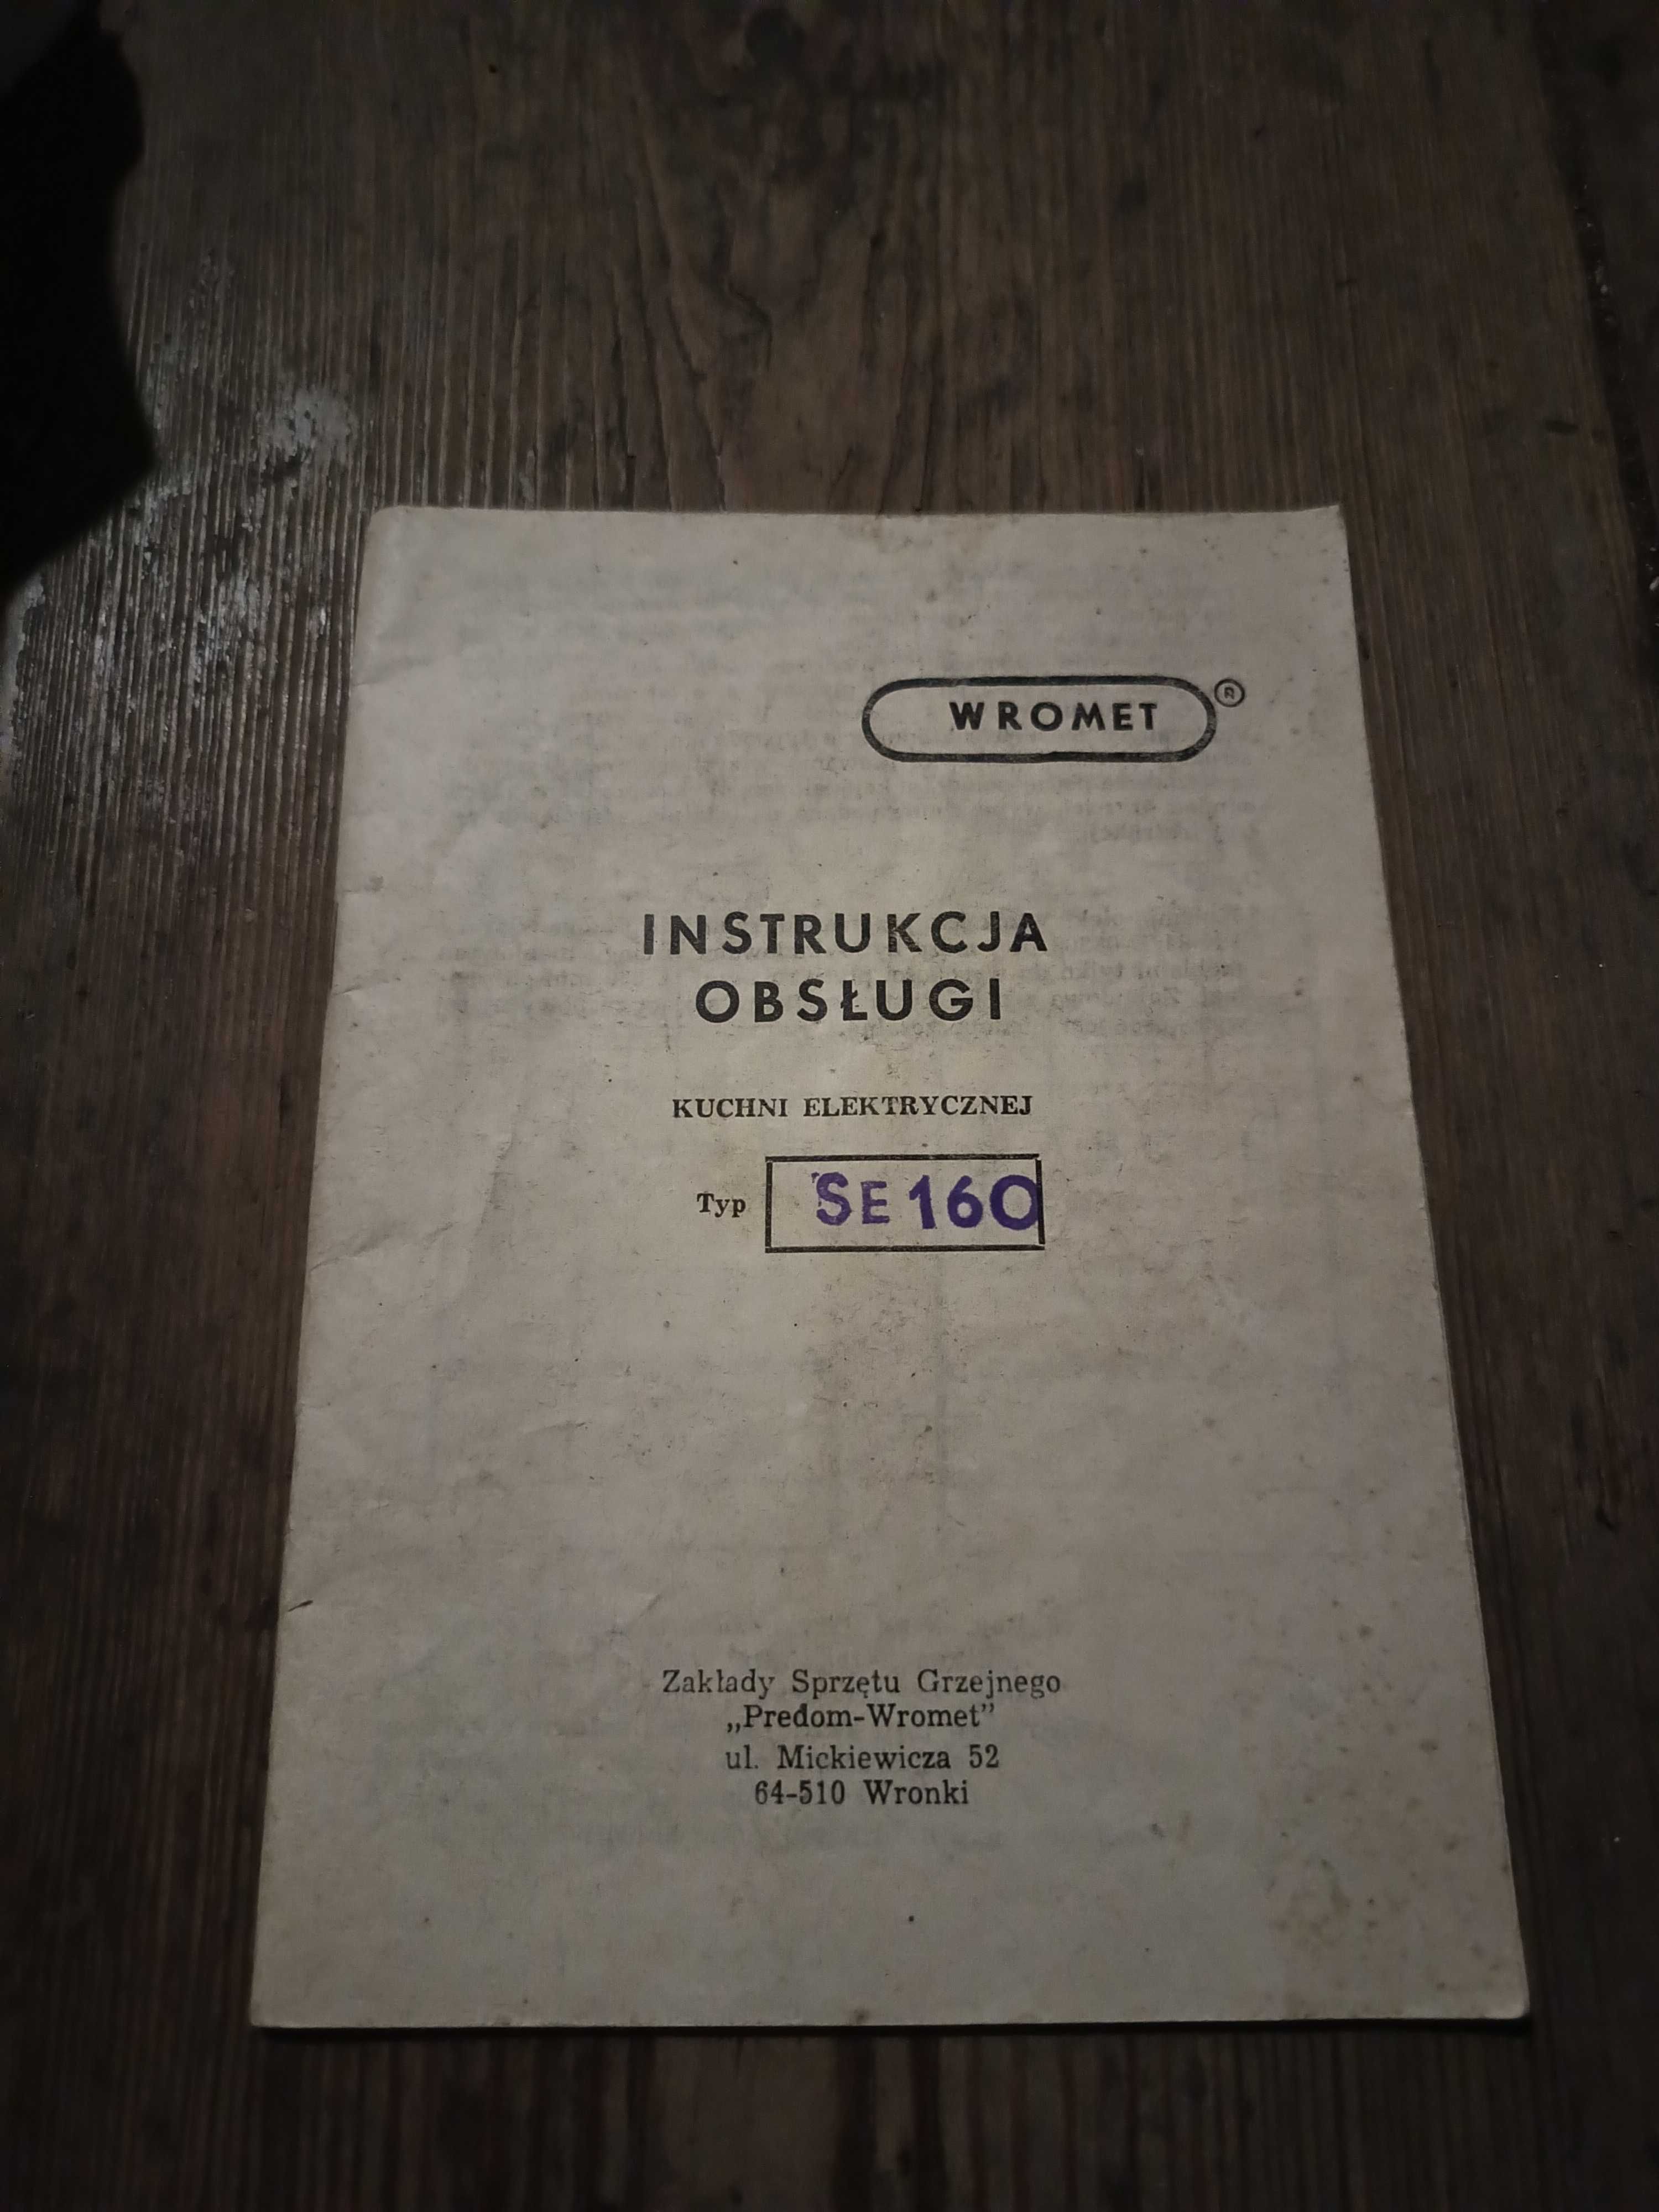 WROMET ®
INSTRUKCJA
OBSŁUGI
KUCHNI ELEKTRYCZNEJ
Typ SE 160
Zakłady Sprzętu Grzejnego
„Predom-Wromet”
ul. Mickiewicza 52
64-510 Wronki